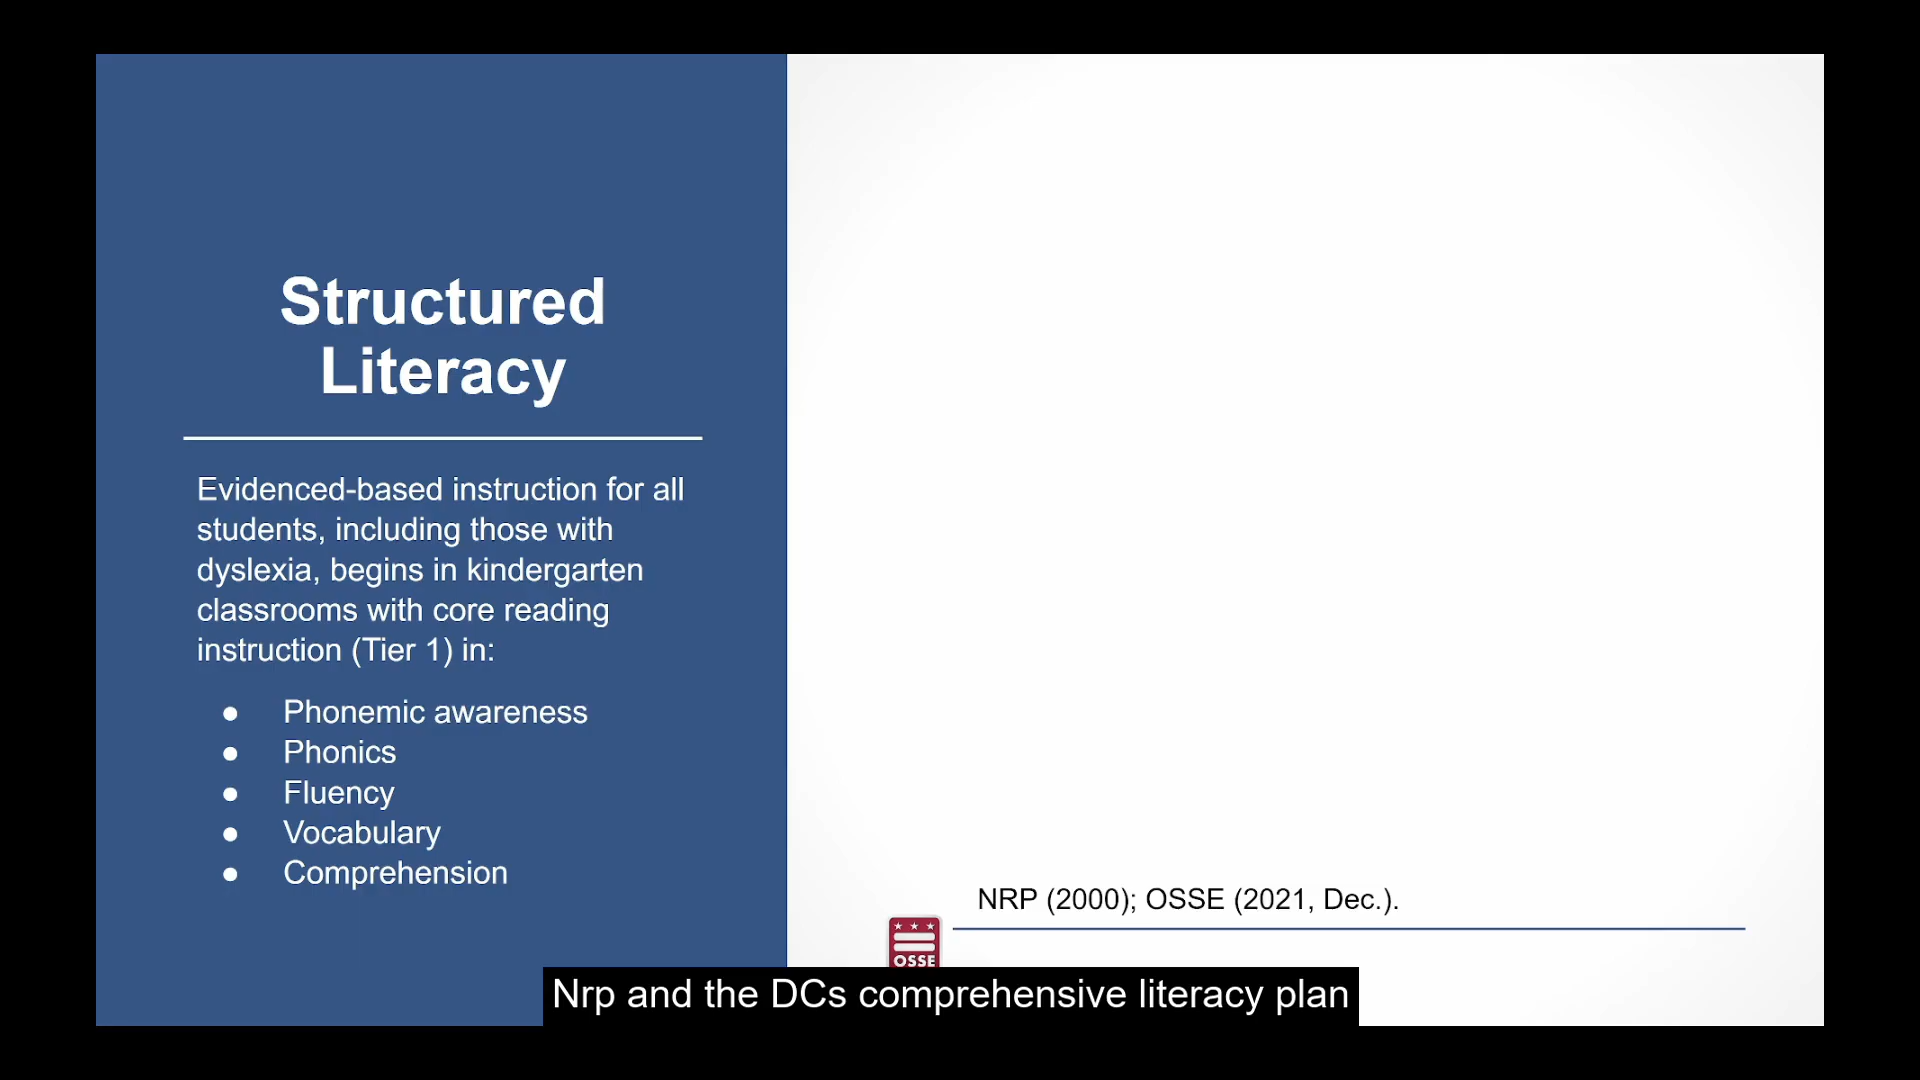 Structured
Literacy
Evidenced-based instruction for all
students, including those with
dyslexia, begins in kindergarten
classrooms with core reading
instruction (Tier 1) in:
● Phonemic awareness
● Phonics
● Fluency
● Vocabulary
● Comprehension
NRP (2000); OSSE (2021, Dec.).
OSSE
Nrp and the DCs comprehensive literacy plan